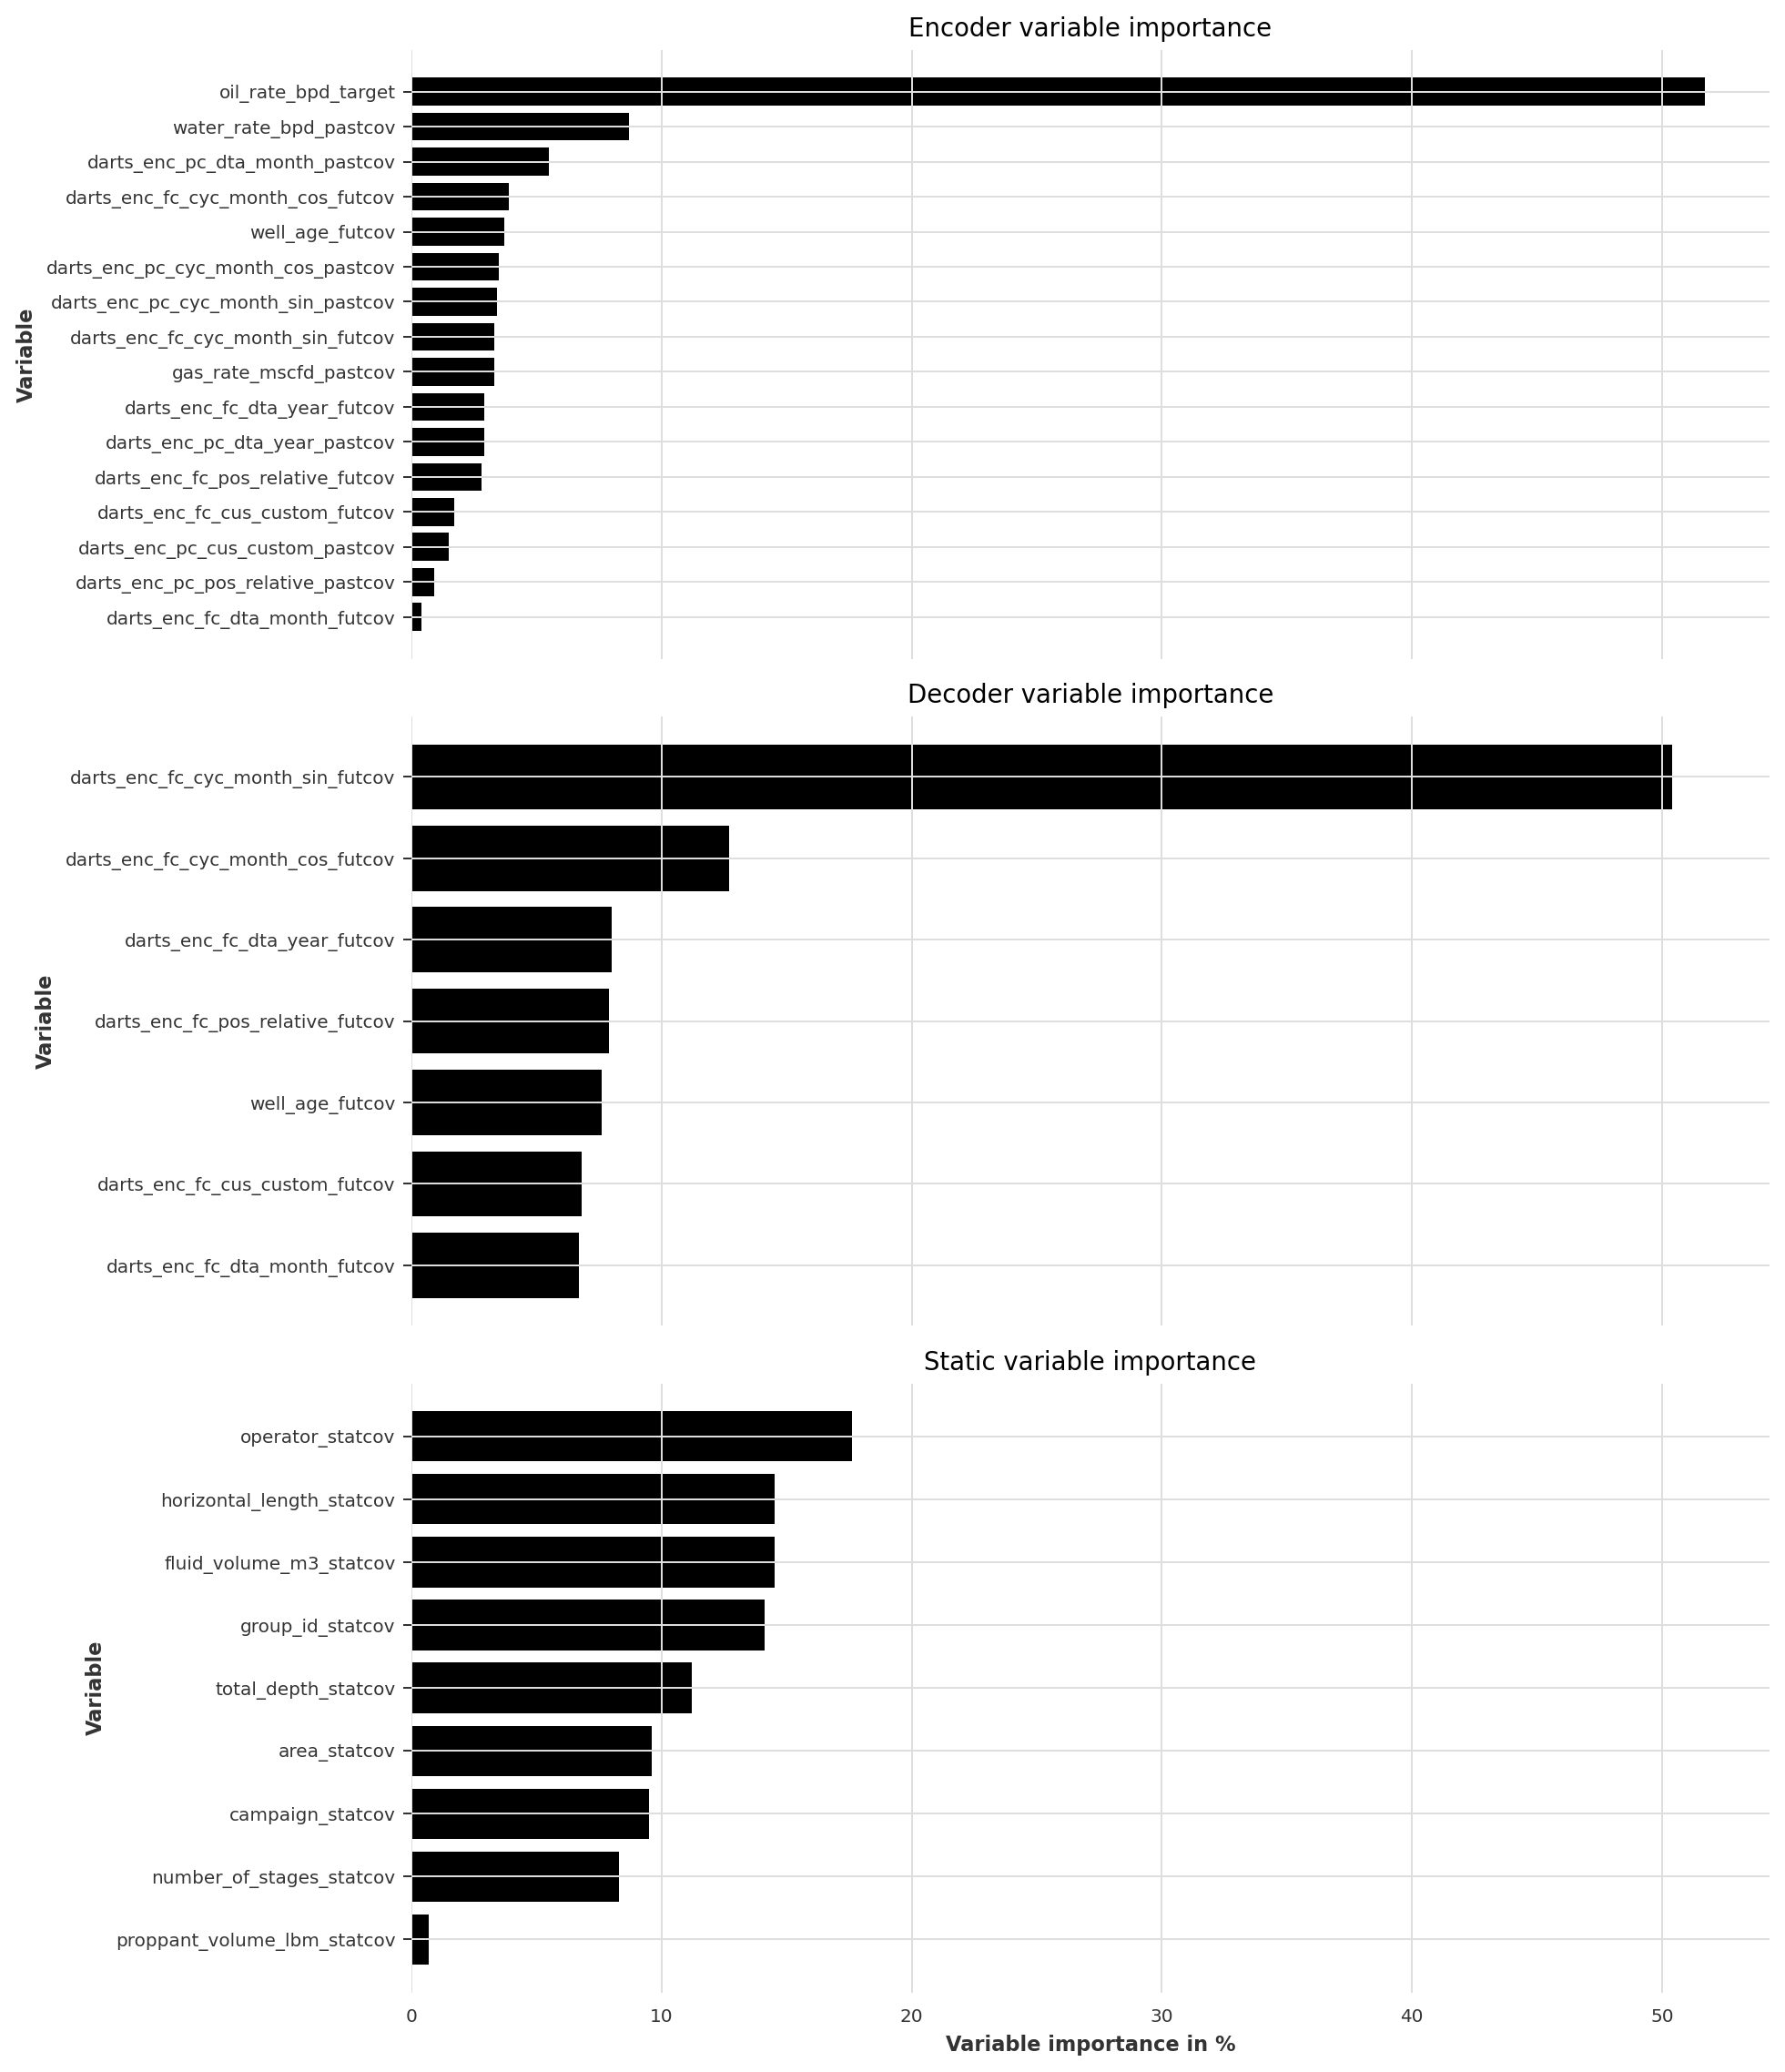 Encoder variable importance
Variable
oil_rate_bpd_target
water_rate_bpd_pastcov
darts_enc_pc_dta_month_pastcov
darts_enc_fc_cyc_month_cos_futcov
well_age_futcov
darts_enc_pc_cyc_month_cos_pastcov
darts_enc_pc_cyc_month_sin_pastcov
darts_enc_fc_cyc_month_sin_futcov
gas_rate_mscfd_pastcov
darts_enc_fc_dta_year_futcov
darts_enc_pc_dta_year_pastcov
darts_enc_fc_pos_relative_futcov
darts_enc_fc_cus_custom_futcov
darts_enc_pc_cus_custom_pastcov
darts_enc_pc_pos_relative_pastcov
darts_enc_fc_dta_month_futcov
Decoder variable importance
Variable
darts_enc_fc_cyc_month_sin_futcov
darts_enc_fc_cyc_month_cos_futcov
darts_enc_fc_dta_year_futcov
darts_enc_fc_pos_relative_futcov
well_age_futcov
darts_enc_fc_cus_custom_futcov
darts_enc_fc_dta_month_futcov
Static variable importance
Variable
operator_statcov
horizontal_length_statcov
fluid_volume_m3_statcov
group_id_statcov
total_depth_statcov
area_statcov
campaign_statcov
number_of_stages_statcov
proppant_volume_lbm_statcov
0 10 20 30 40 50
Variable importance in %